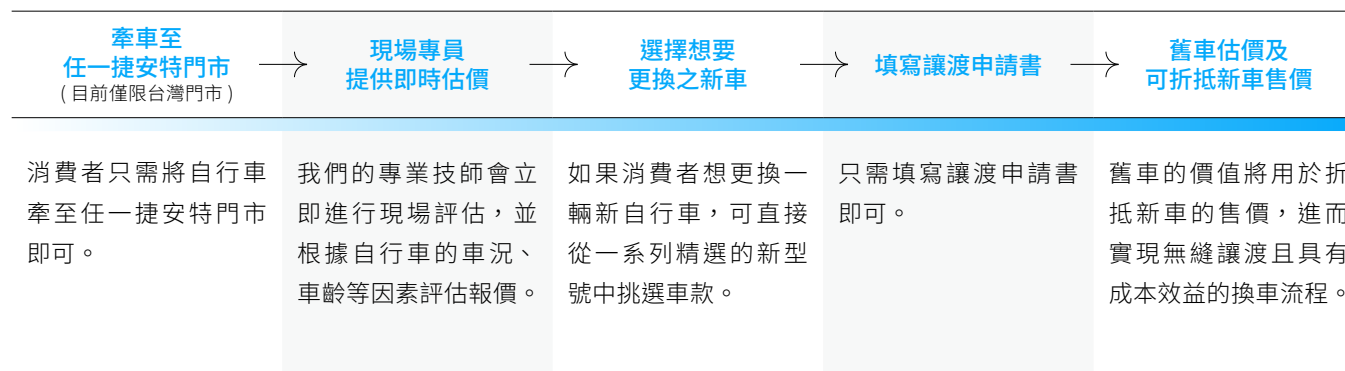 牽車至
任一捷安特門市
( 目前僅限台灣門市 )
現場專員
提供即時估價
選擇想要
更換之新車
填寫讓渡申請書
舊車估價及
可折抵新車售價
消費者只需將自行車
牽至任一捷安特門市
即可。
我們的專業技師會立
即進行現場評估，並
根據自行車的車況、
車齡等因素評估報價。
如果消費者想更換一
輛新自行車，可直接
從一系列精選的新型
號中挑選車款。
只需填寫讓渡申請書
即可。
舊車的價值將用於折
抵新車的售價，進而
實現無縫讓渡且具有
成本效益的換車流程。